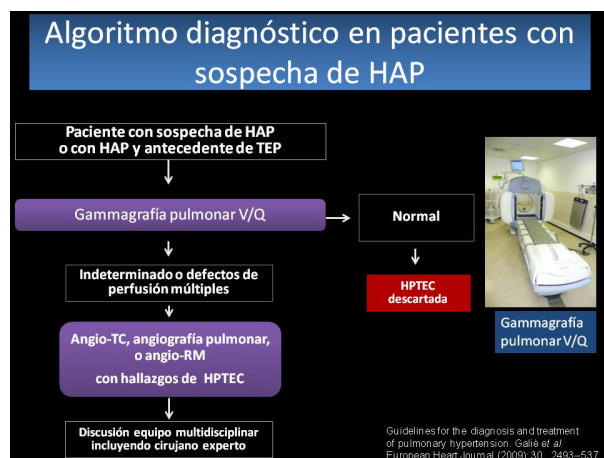 Algoritmo diagnóstico en pacientes con
sospecha de HAP
Paciente con sospecha de HAP
o con HAP y antecedente de TEP
Gammagrafía pulmonar V/Q
Normal
Indeterminado o defectos de
perfusión múltiples
HPTEC
descartada
Gammagrafía
pulmonar V/Q
Angio-TC, angiografía pulmonar,
o angio-RM
con hallazgos de HPTEC
Discusión equipo multidisciplinar
incluyendo cirujano experto
Guidelines for the diagnosis and treatment
of pulmonary hypertension. Galiè et al.
European Heart Journal (2009) 30, 2493–537